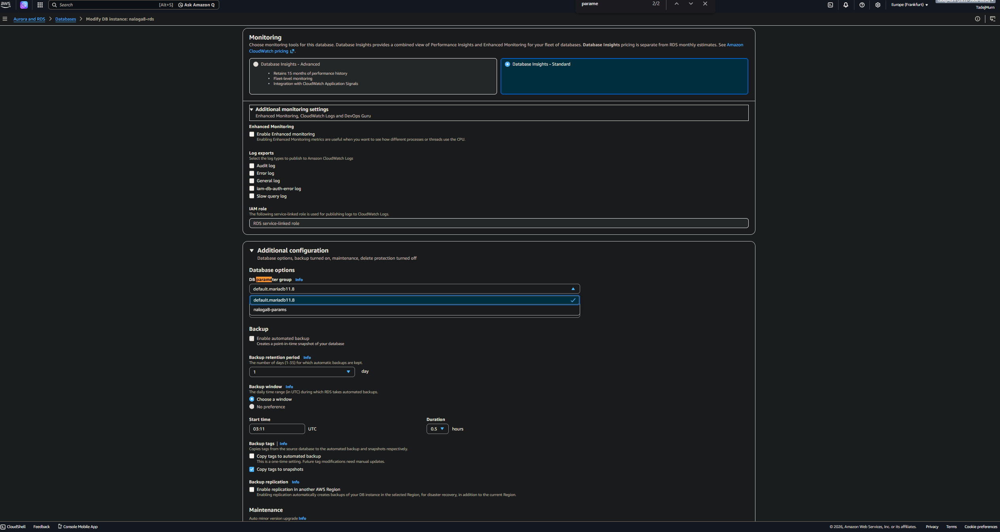 aws
Search
[Alt+S]
Ask Amazon Q
parame
2/2
Europe (Frankfurt)
TadejMurn
Aurora and RDS
Databases
Modify DB instance: naloga8-rds
Monitoring
Choose monitoring tools for this database. Database Insights provides a combined view of Performance Insights and Enhanced Monitoring for your fleet of databases. Database Insights pricing is separate from RDS monthly estimates. See Amazon
CloudWatch pricing.
Database Insights - Advanced
• Retains 15 months of performance history
• Fleet-level monitoring
• Integration with CloudWatch Application Signals
Database Insights - Standard
Additional monitoring settings
Enhanced Monitoring, CloudWatch Logs and DevOps Guru
Enhanced Monitoring
Enable Enhanced monitoring
Enabling Enhanced Monitoring metrics are useful when you want to see how different processes or threads use the CPU.
Log exports
Select the log types to publish to Amazon CloudWatch Logs
Audit log
Error log
General log
iam-db-auth-error log
Slow query log
IAM role
The following service-linked role is used for publishing logs to CloudWatch Logs.
RDS service-linked role
Additional configuration
Database options, backup turned on, maintenance, delete protection turned off
Database options
DB parameter group Info
default.mariadb11.8
default.mariadb11.8
naloga8-params
Backup
Enable automated backup
Creates a point-in-time snapshot of your database
Backup retention period Info
The number of days (1-35) for which automatic backups are kept.
1 day
Backup window Info
The daily time range (in UTC) during which RDS takes automated backups.
Choose a window
No preference
Start time
03:11 UTC
Duration
0.5 hours
Backup tags | Info
Copies tags from the source database to the automated backup and snapshots respectively.
Copy tags to automated backup
This is a one-time setting. Future tag modifications need manual updates.
Copy tags to snapshots
Backup replication Info
Enable replication in another AWS Region
Enabling replication automatically creates backups of your DB instance in the selected Region, for disaster recovery, in addition to the current Region.
Maintenance
Auto minor version upgrade Info
CloudShell
Feedback
Console Mobile App
© 2026, Amazon Web Services, Inc. or its affiliates.
Privacy
Terms
Cookie preferences